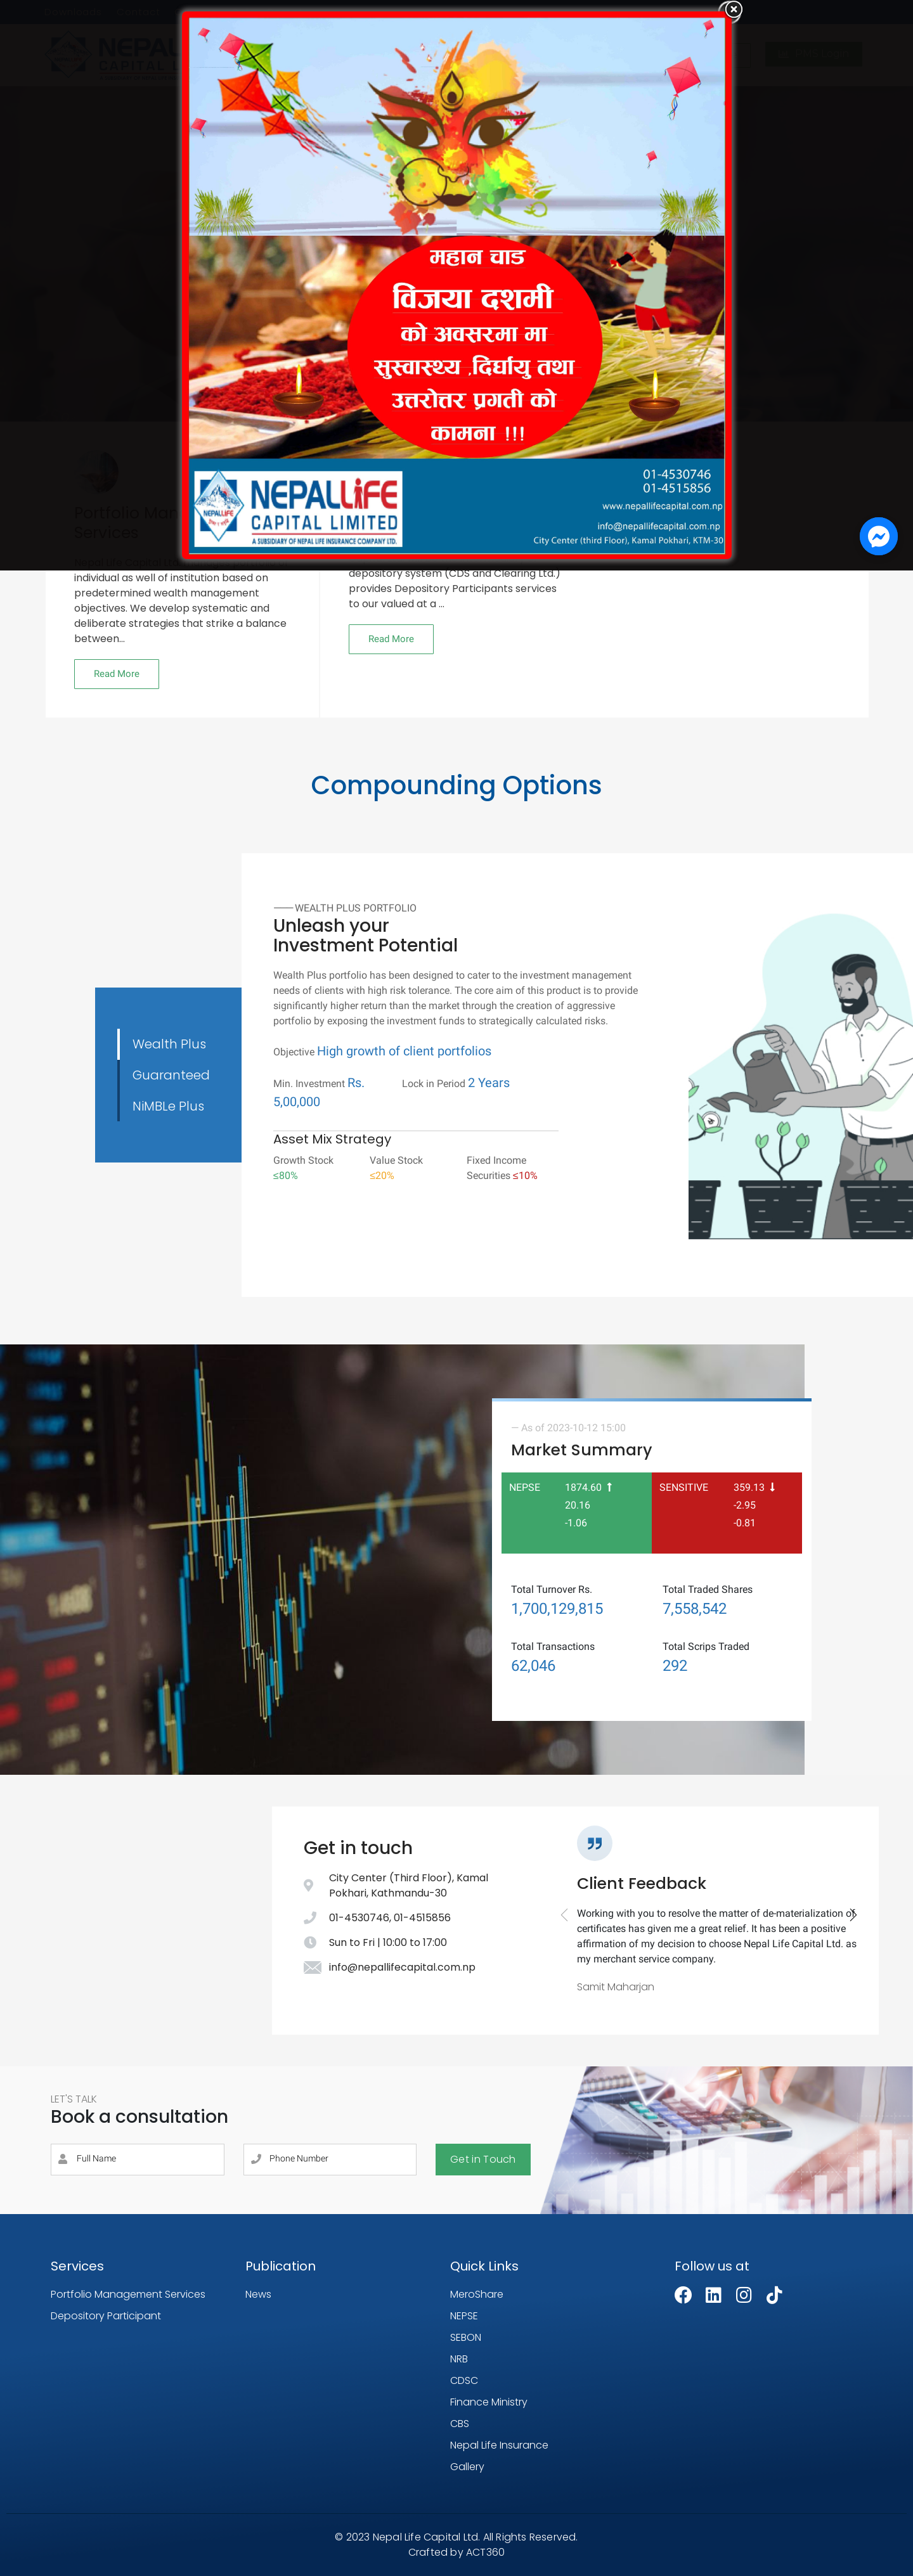 NEPAL
CAPITAL L
महान चाड
विजया दशमी
को अवसरमा मा
सुस्वास्थ्य ,दिर्घायु तथा
उत्तरोत्तर प्रगती को
कामना !!!
NEPALLIFE
CAPITAL LIMITED
A SUBSIDIARY OF NEPAL LIFE INSURANCE COMPANY LTD.
NEPALLIFE
01-4530746
01-4515856
www.nepallifecapital.com.np
info@nepallifecapital.com.np
City Center (third Floor), Kamal Pokhari, KTM-30
Portfolio Man
Services
individual as well of institution based on
predetermined wealth management
objectives. We develop systematic and
deliberate strategies that strike a balance
between...
Read More
depository system (CDS and Clearing Ltd.)
provides Depository Participants services
to our valued at a ...
Read More
Compounding Options
Wealth Plus
Guaranteed
NiMBLe Plus
WEALTH PLUS PORTFOLIO
Unleash your
Investment Potential
Wealth Plus portfolio has been designed to cater to the investment management
needs of clients with high risk tolerance. The core aim of this product is to provide
significantly higher return than the market through the creation of aggressive
portfolio by exposing the investment funds to strategically calculated risks.
Objective High growth of client portfolios
Min. Investment Rs.
5,00,000
Lock in Period 2 Years
Asset Mix Strategy
Growth Stock
≤80%
Value Stock
≤20%
Fixed Income
Securities ≤10%
— As of 2023-10-12 15:00
Market Summary
NEPSE 1874.60
20.16
-1.06
SENSITIVE 359.13
-2.95
-0.81
Total Turnover Rs.
1,700,129,815
Total Traded Shares
7,558,542
Total Transactions
62,046
Total Scrips Traded
292
Get in touch
City Center (Third Floor), Kamal
Pokhari, Kathmandu-30
01-4530746, 01-4515856
Sun to Fri | 10:00 to 17:00
info@nepallifecapital.com.np
Client Feedback
Working with you to resolve the matter of de-materialization of
certificates has given me a great relief. It has been a positive
affirmation of my decision to choose Nepal Life Capital Ltd. as
my merchant service company.
Samit Maharjan
LET'S TALK
Book a consultation
Full Name
Phone Number
Get in Touch
Services
Portfolio Management Services
Depository Participant
Publication
News
Quick Links
MeroShare
NEPSE
SEBON
NRB
CDSC
Finance Ministry
CBS
Nepal Life Insurance
Gallery
Follow us at
© 2023 Nepal Life Capital Ltd. All Rights Reserved.
Crafted by ACT360